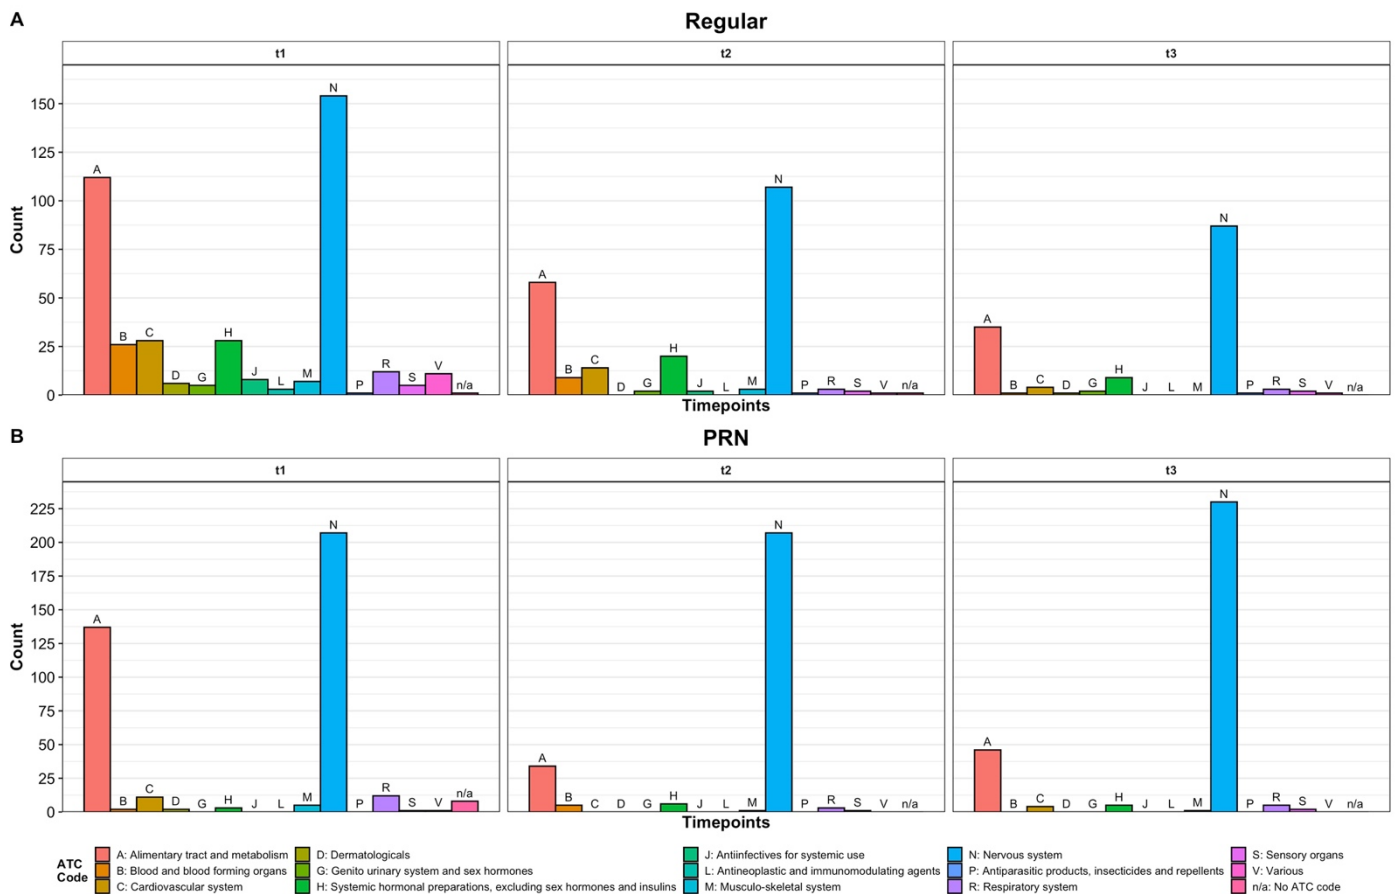 A
Regular
t1
t2
t3
Count
150
125
100
75
50
25
0
A B C D G H J L M N P R S V n/a
A B C D G H J L M N P R S V n/a
A B C D G H J L M N P R S V n/a
Timepoints
B
PRN
t1
t2
t3
Count
225
200
175
150
125
100
75
50
25
0
A B C D G H J L M N P R S V n/a
A B C D G H J L M N P R S V n/a
A B C D G H J L M N P R S V n/a
Timepoints
ATC
Code
A: Alimentary tract and metabolism
B: Blood and blood forming organs
C: Cardiovascular system
D: Dermatologicals
G: Genito urinary system and sex hormones
H: Systemic hormonal preparations, excluding sex hormones and insulins
J: Antiinfectives for systemic use
L: Antineoplastic and immunomodulating agents
M: Musculo-skeletal system
N: Nervous system
P: Antiparasitic products, insecticides and repellents
R: Respiratory system
S: Sensory organs
V: Various
n/a: No ATC code